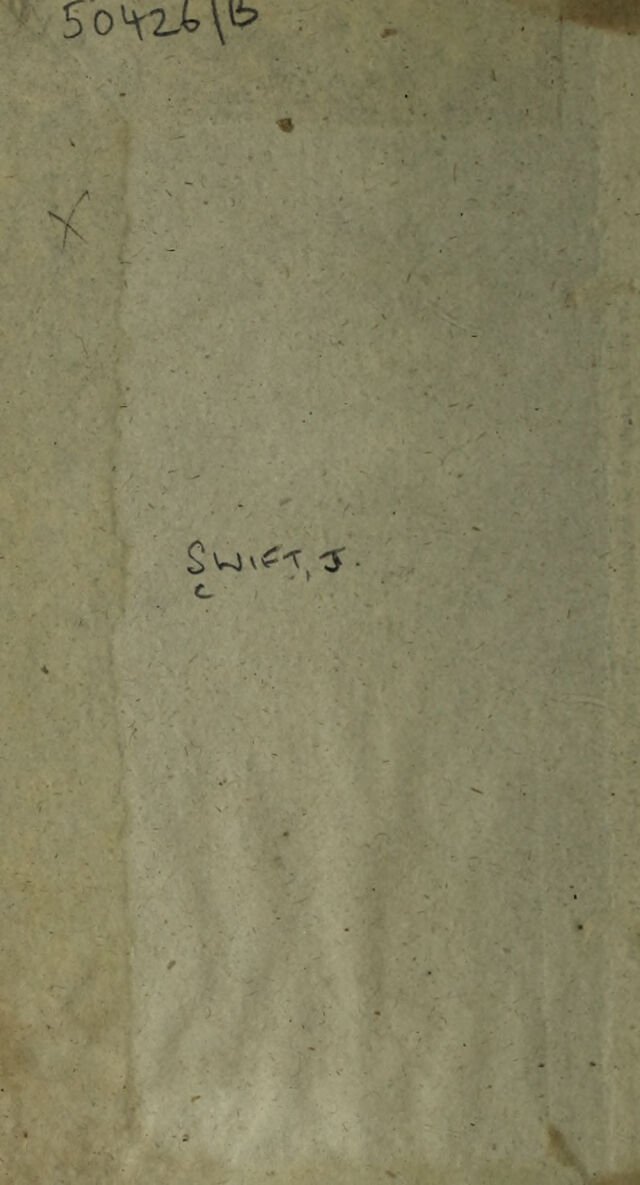 50426/B
X
SWIFT, J.
c